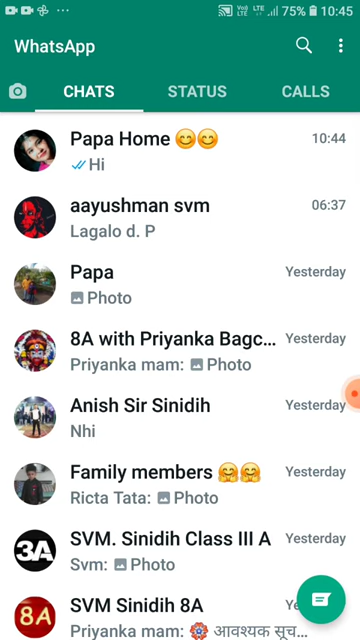 75% 10:45
WhatsApp
CHATS STATUS CALLS
Papa Home 😊😊 10:44
Hi
aayushman svm 06:37
Lagalo d. P
Papa Yesterday
Photo
8A with Priyanka Bagc... Yesterday
Priyanka mam: Photo
Anish Sir Sinidih Yesterday
Nhi
Family members 🤗🤗 Yesterday
Ricta Tata: Photo
3A SVM. Sinidih Class III A Yesterday
Svm: Photo
8A SVM Sinidih 8A Ye
Priyanka mam: 🏵️ आवश्यक सूच...